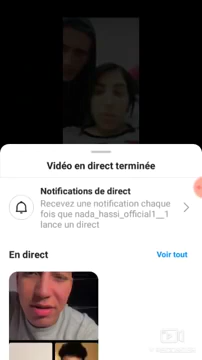 Vidéo en direct terminée
Notifications de direct
Recevez une notification chaque
fois que nada_hassi_official1__1
lance un direct
En direct
Voir tout